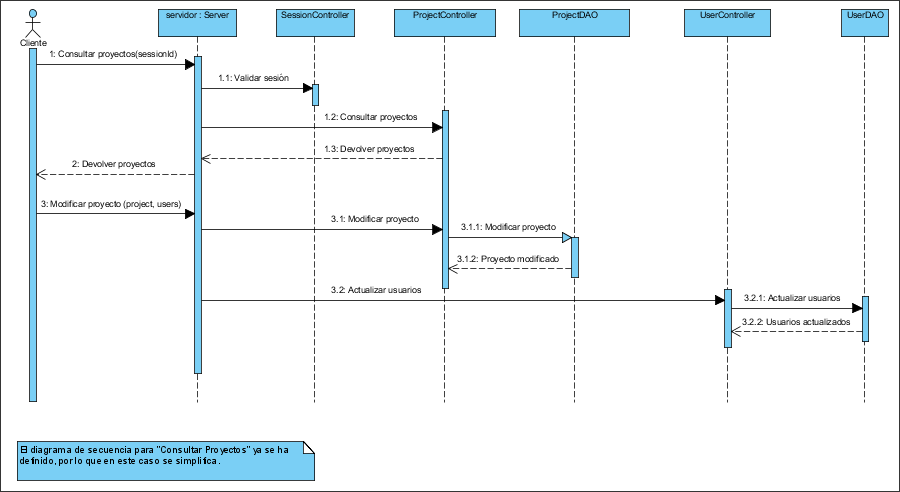 servidor : Server
SessionController
ProjectController
ProjectDAO
UserController
UserDAO
Cliente
1: Consultar proyectos(sessionId)
1.1: Validar sesión
1.2: Consultar proyectos
1.3: Devolver proyectos
2: Devolver proyectos
3: Modificar proyecto (project, users)
3.1: Modificar proyecto
3.1.1: Modificar proyecto
3.1.2: Proyecto modificado
3.2: Actualizar usuarios
3.2.1: Actualizar usuarios
3.2.2: Usuarios actualizados
El diagrama de secuencia para "Consultar Proyectos" ya se ha
definido, por lo que en este caso se simplifica.